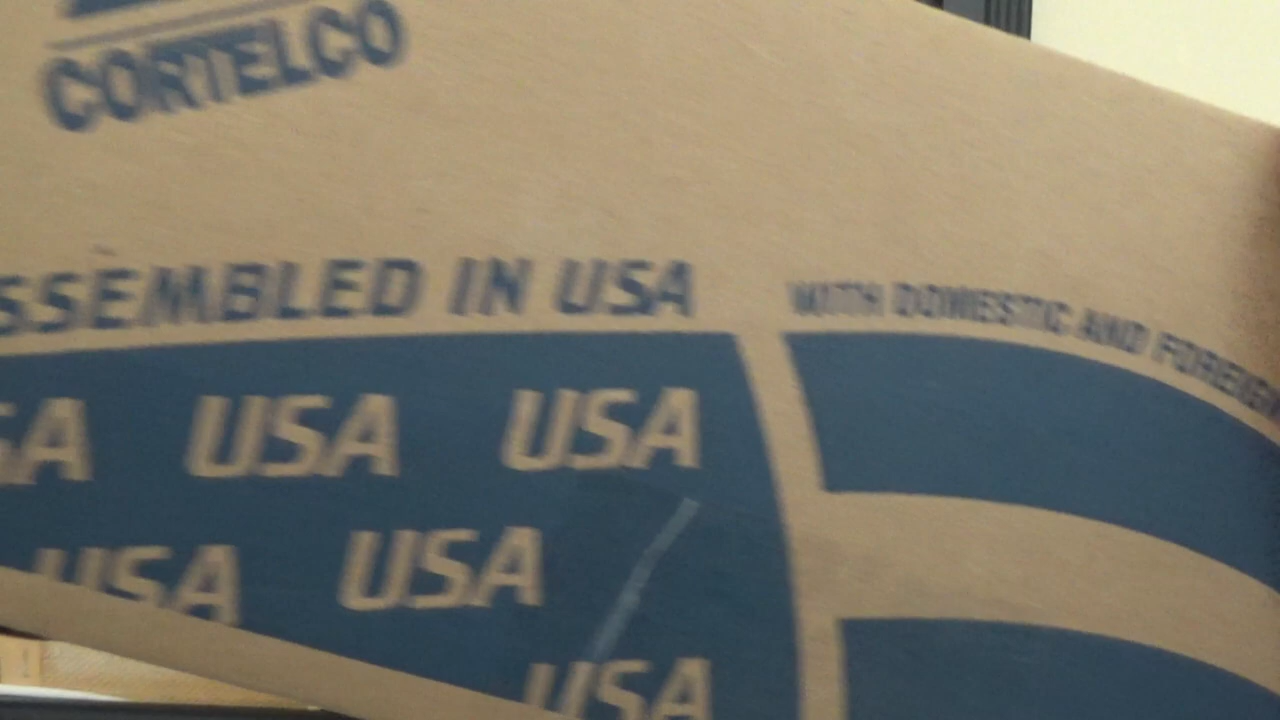 CORTELCO
SSEMBLED IN USA WITH DOMESTIC AND FOREIGN
SA USA USA
USA USA
USA